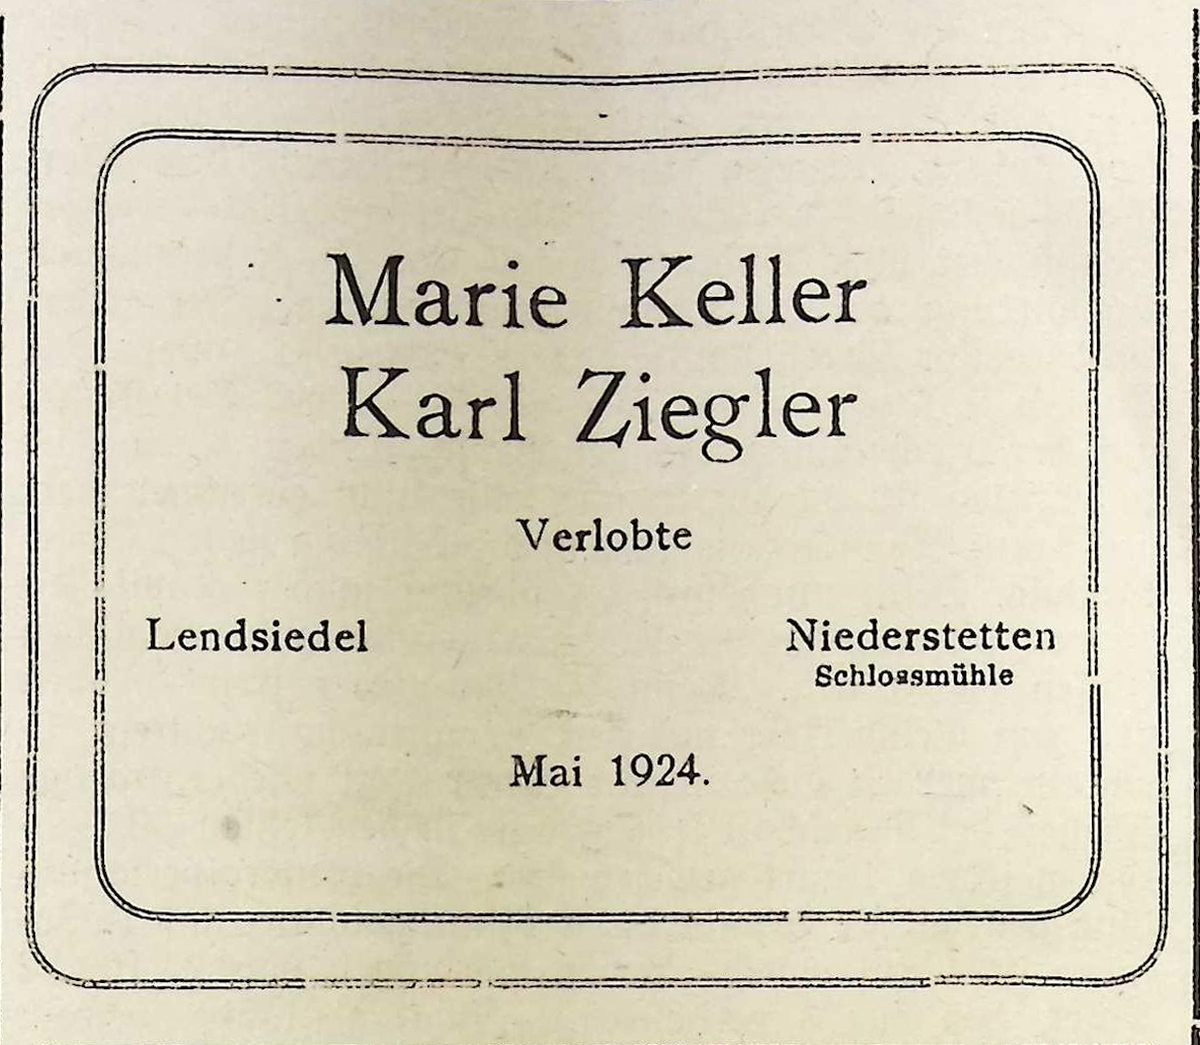 Marie Keller
Karl Ziegler
Verlobte
Lendsiedel Niederstetten
Schlossmühle
Mai 1924.